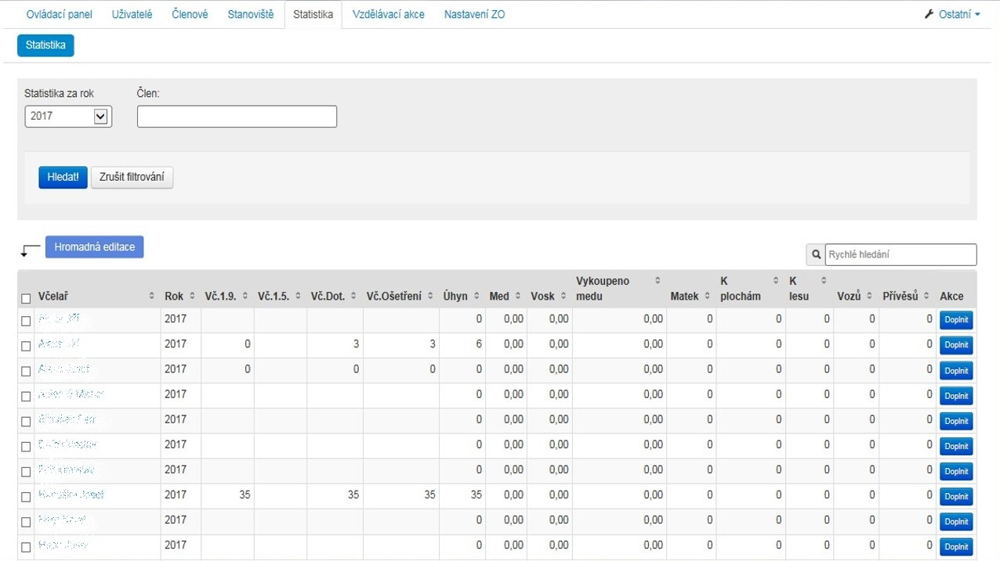 Ovládací panel Uživatelé Členové Stanoviště Statistika Vzdělávací akce Nastavení ZO Ostatní
Statistika
Statistika za rok Člen:
2017
Hledat! Zrušit filtrování
Hromadná editace
Rychlé hledání
Včelař Rok Vč.1.9. Vč.1.5. Vč.Dot. Vč.Ošetření Úhyn Med Vosk Vykoupeno medu Matek K plochám K lesu Vozů Přívěsů Akce
2017 0 0,00 0,00 0,00 0 0 0 0 0 Doplnit
2017 0 3 3 6 0,00 0,00 0,00 0 0 0 0 0 Doplnit
2017 0 0 0 0 0,00 0,00 0,00 0 0 0 0 0 Doplnit
2017 0 0,00 0,00 0,00 0 0 0 0 0 Doplnit
2017 0 0,00 0,00 0,00 0 0 0 0 0 Doplnit
2017 0 0,00 0,00 0,00 0 0 0 0 0 Doplnit
2017 0 0,00 0,00 0,00 0 0 0 0 0 Doplnit
2017 35 35 35 35 0,00 0,00 0,00 0 0 0 0 0 Doplnit
2017 0 0,00 0,00 0,00 0 0 0 0 0 Doplnit
2017 0 0,00 0,00 0,00 0 0 0 0 0 Doplnit